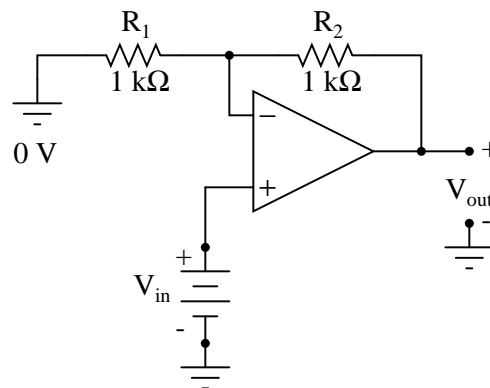 R1 R2
1 kΩ 1 kΩ
0 V
−
+
+
Vout
-
+
Vin
-